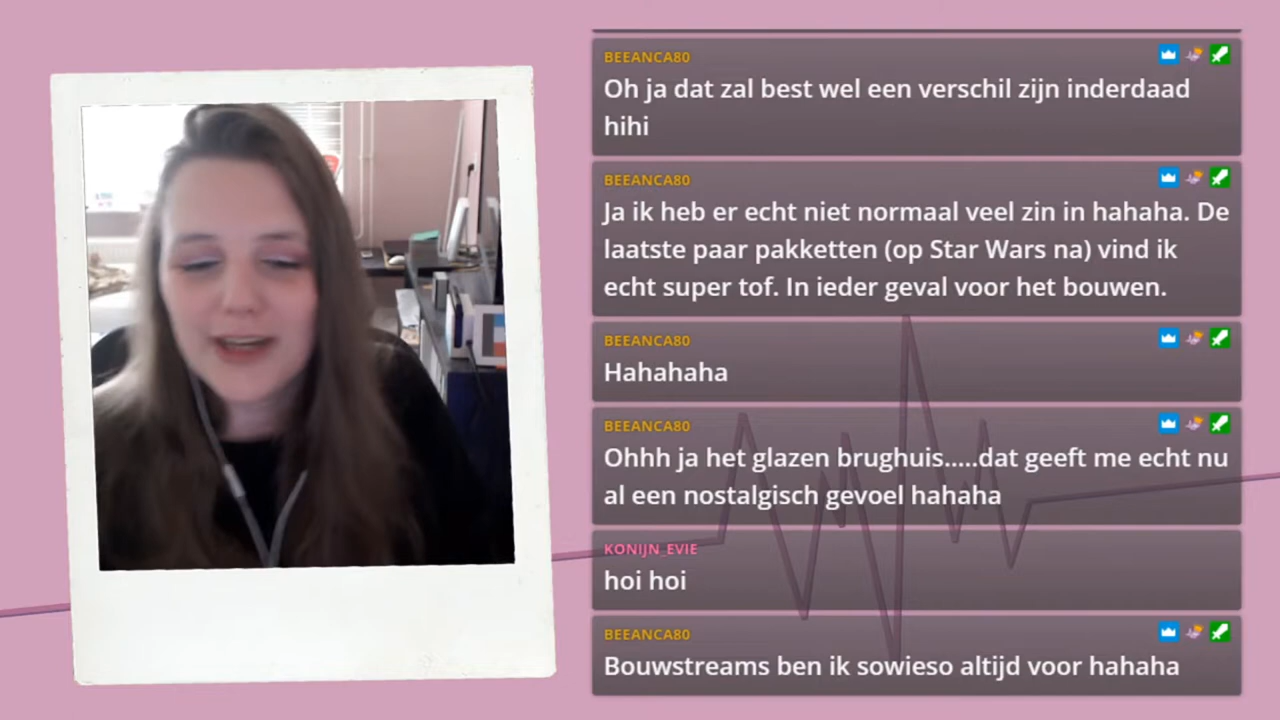 BEEANCA80
Oh ja dat zal best wel een verschil zijn inderdaad
hihi
BEEANCA80
Ja ik heb er echt niet normaal veel zin in hahaha. De
laatste paar pakketten (op Star Wars na) vind ik
echt super tof. In ieder geval voor het bouwen.
BEEANCA80
Hahahaha
BEEANCA80
Ohhh ja het glazen brughuis.....dat geeft me echt nu
al een nostalgisch gevoel hahaha
KONIJN_EVIE
hoi hoi
BEEANCA80
Bouwstreams ben ik sowieso altijd voor hahaha